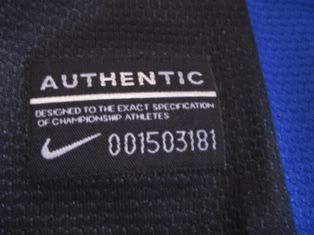 AUTHENTIC
DESIGNED TO THE EXACT SPECIFICATION
OF CHAMPIONSHIP ATHLETES
001503181